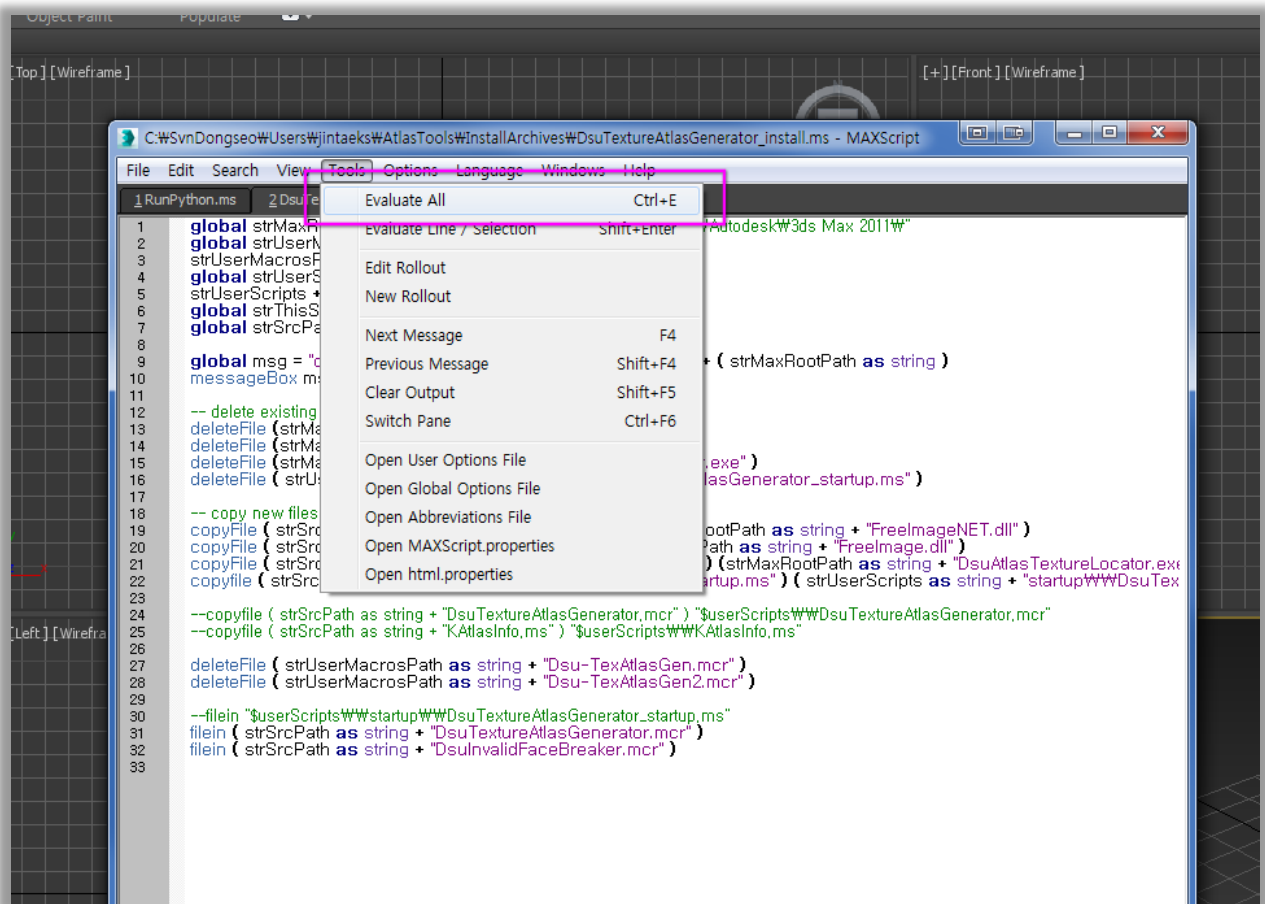 Object Paint Populate
[Top ] [ Wireframe ]
[ + ] [ Front ] [ Wireframe ]
C:₩SvnDongseo₩Users₩jintaeks₩AtlasTools₩InstallArchives₩DsuTextureAtlasGenerator_install.ms - MAXScript
File Edit Search View Tools Options Language Windows Help
1 RunPython.ms 2 DsuTe
Evaluate All Ctrl+E
Evaluate Line / Selection Shift+Enter
Edit Rollout
New Rollout
Next Message F4
Previous Message Shift+F4
Clear Output Shift+F5
Switch Pane Ctrl+F6
Open User Options File
Open Global Options File
Open Abbreviations File
Open MAXScript.properties
Open html.properties
1 global strMaxR ₩Autodesk₩3ds Max 2011₩"
2 global strUserM
3 strUserMacrosP
4 global strUserS
5 strUserScripts +
6 global strThisS
7 global strSrcPa
8
9 global msg = "d + ( strMaxRootPath as string )
10 messageBox ms
11
12 -- delete existing
13 deleteFile (strMa
14 deleteFile (strMa
15 deleteFile (strMa .exe" )
16 deleteFile ( strU lasGenerator_startup.ms" )
17
18 -- copy new files
19 copyFile ( strSrc ootPath as string + "FreeImageNET.dll" )
20 copyFile ( strSrc Path as string + "FreeImage.dll" )
21 copyFile ( strSrc ) (strMaxRootPath as string + "DsuAtlasTextureLocator.exe
22 copyfile ( strSrc artup.ms" ) ( strUserScripts as string + "startup₩₩DsuTex
23
24 --copyfile ( strSrcPath as string + "DsuTextureAtlasGenerator.mcr" ) "$userScripts₩₩DsuTextureAtlasGenerator.mcr"
25 --copyfile ( strSrcPath as string + "KAtlasInfo.ms" ) "$userScripts₩₩KAtlasInfo.ms"
26
27 deleteFile ( strUserMacrosPath as string + "Dsu-TexAtlasGen.mcr" )
28 deleteFile ( strUserMacrosPath as string + "Dsu-TexAtlasGen2.mcr" )
29
30 --filein "$userScripts₩₩startup₩₩DsuTextureAtlasGenerator_startup.ms"
31 filein ( strSrcPath as string + "DsuTextureAtlasGenerator.mcr" )
32 filein ( strSrcPath as string + "DsuInvalidFaceBreaker.mcr" )
33
[Left ] [ Wirefra